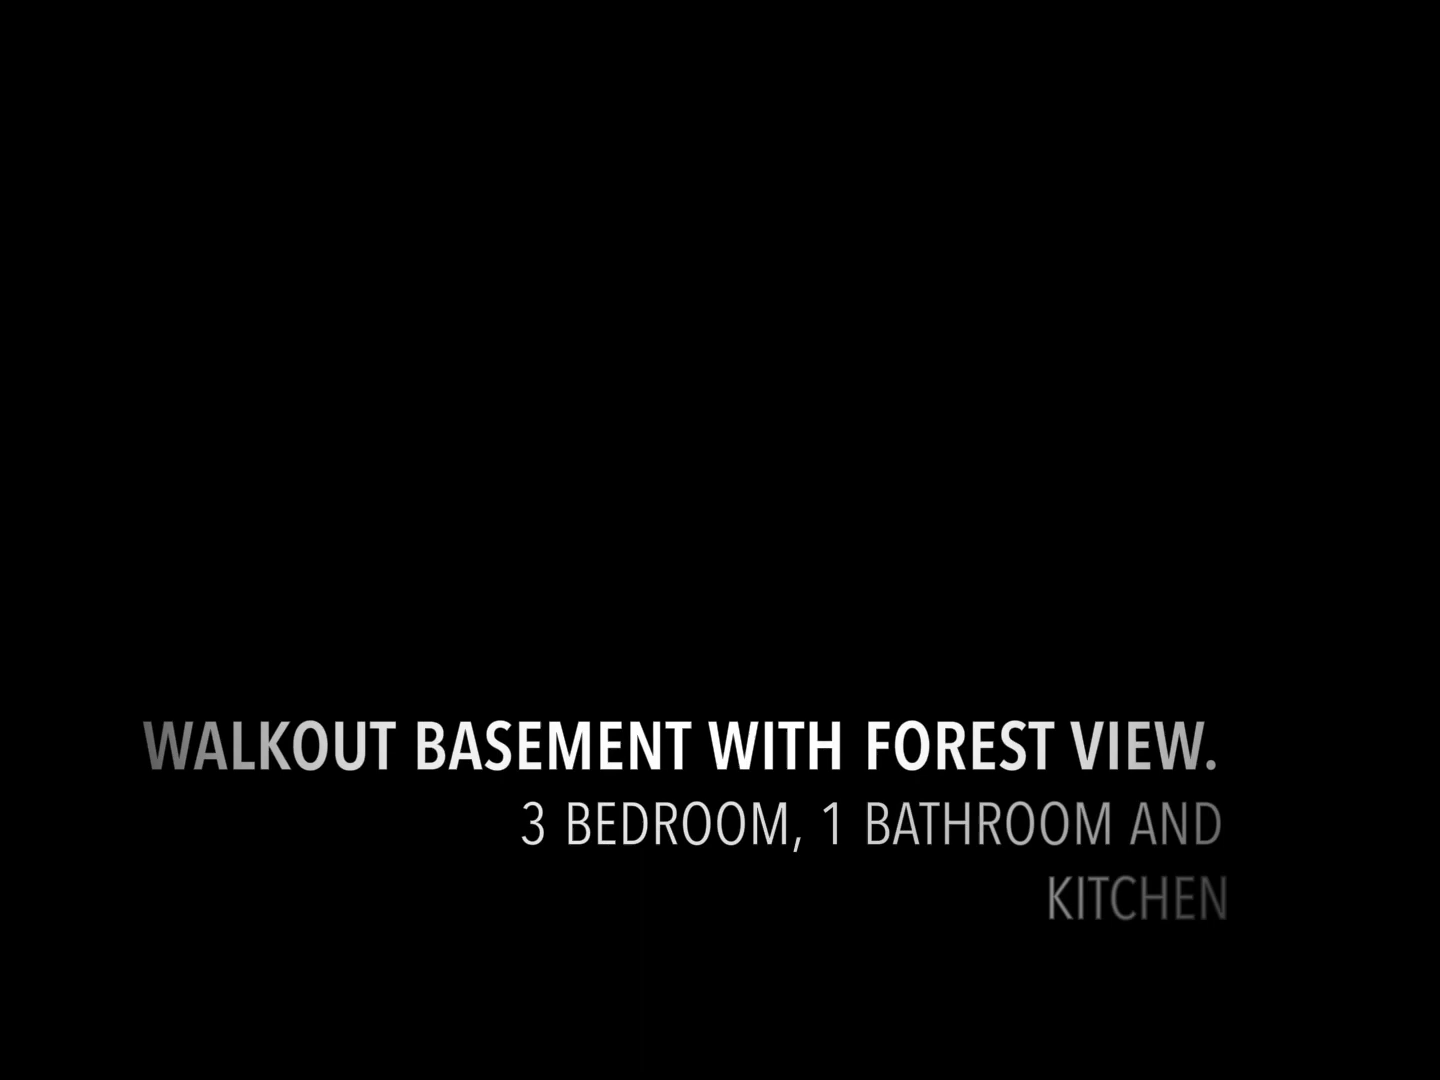 WALKOUT BASEMENT WITH FOREST VIEW.
3 BEDROOM, 1 BATHROOM AND
KITCHEN